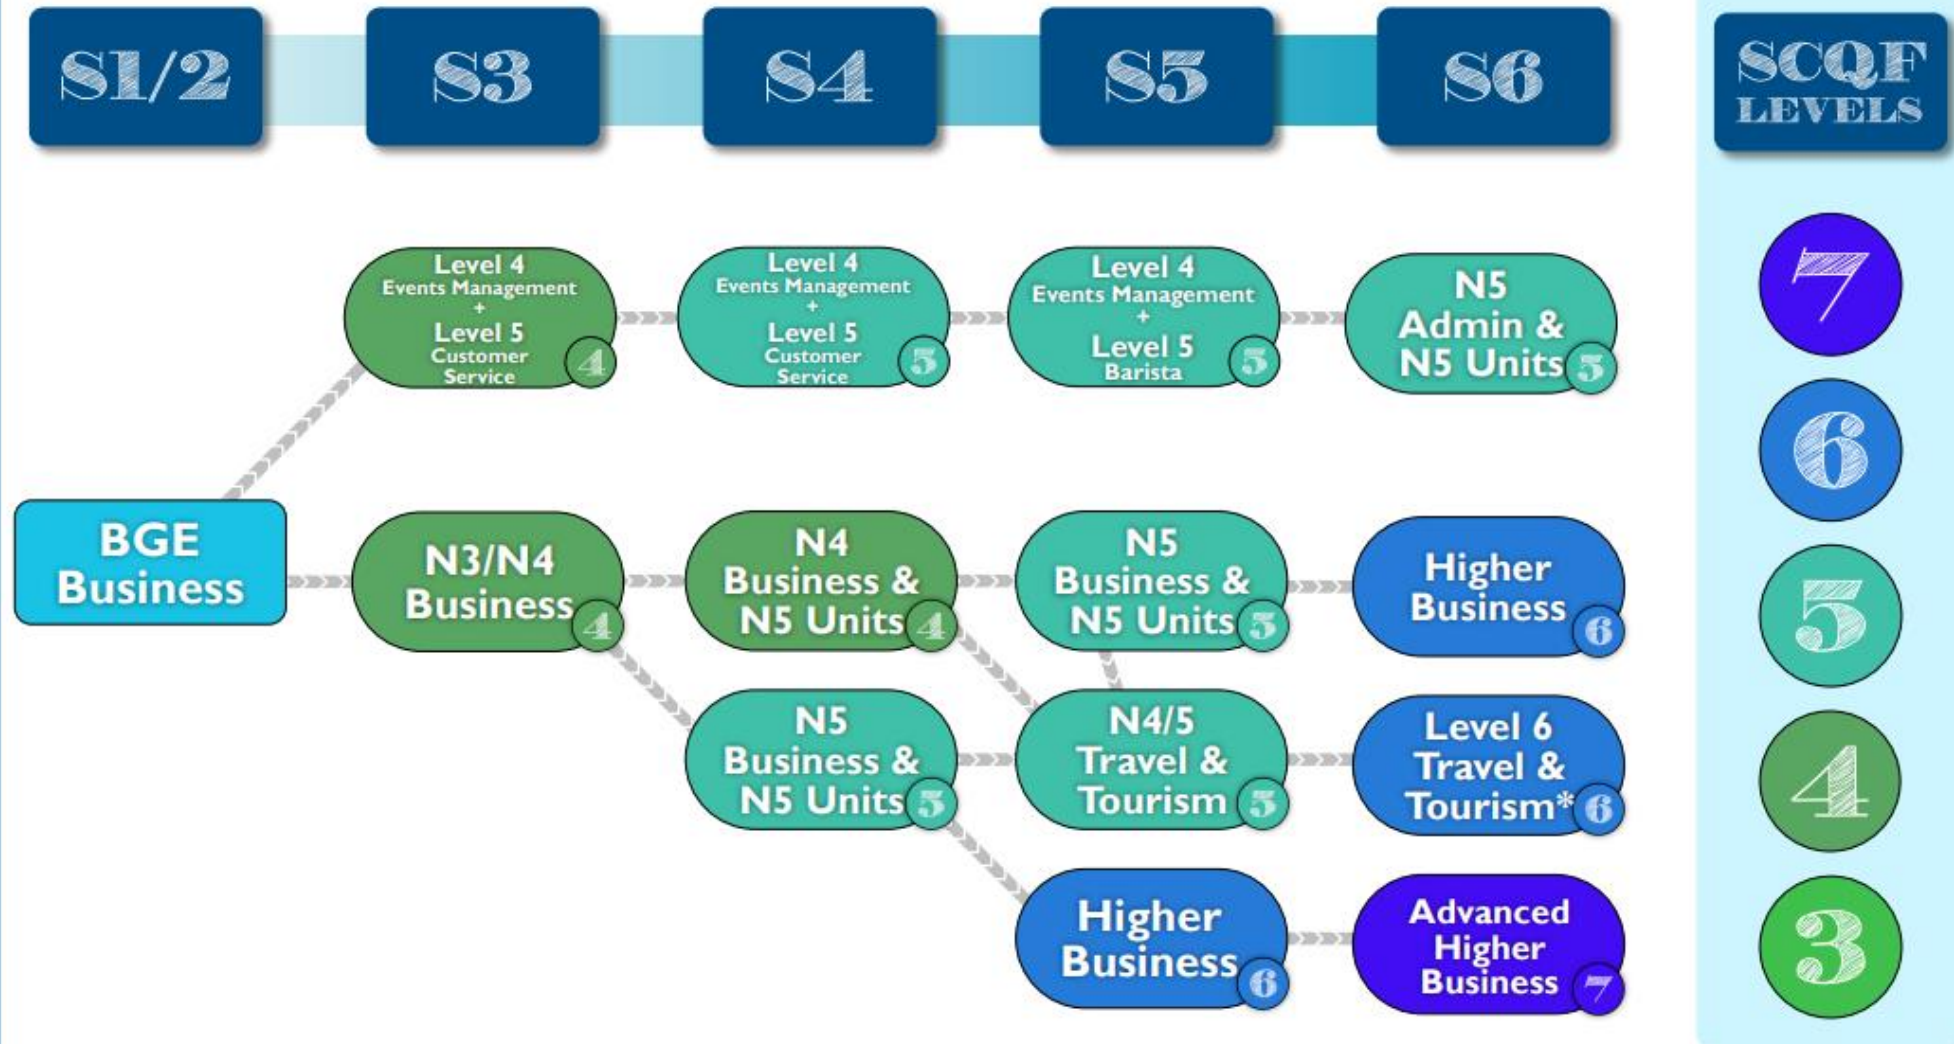 S1/2
S3
S4
S5
S6
SCQF
LEVELS
Level 4
Events Management
+
Level 5
Customer
Service
4
Level 4
Events Management
+
Level 5
Customer
Service
5
Level 4
Events Management
+
Level 5
Barista
5
N5
Admin &
N5 Units
5
BGE
Business
N3/N4
Business
4
N4
Business &
N5 Units
4
N5
Business &
N5 Units
5
Higher
Business
6
N5
Business &
N5 Units
5
N4/5
Travel &
Tourism
5
Level 6
Travel &
Tourism*
6
Higher
Business
6
Advanced
Higher
Business
7
7
6
5
4
3